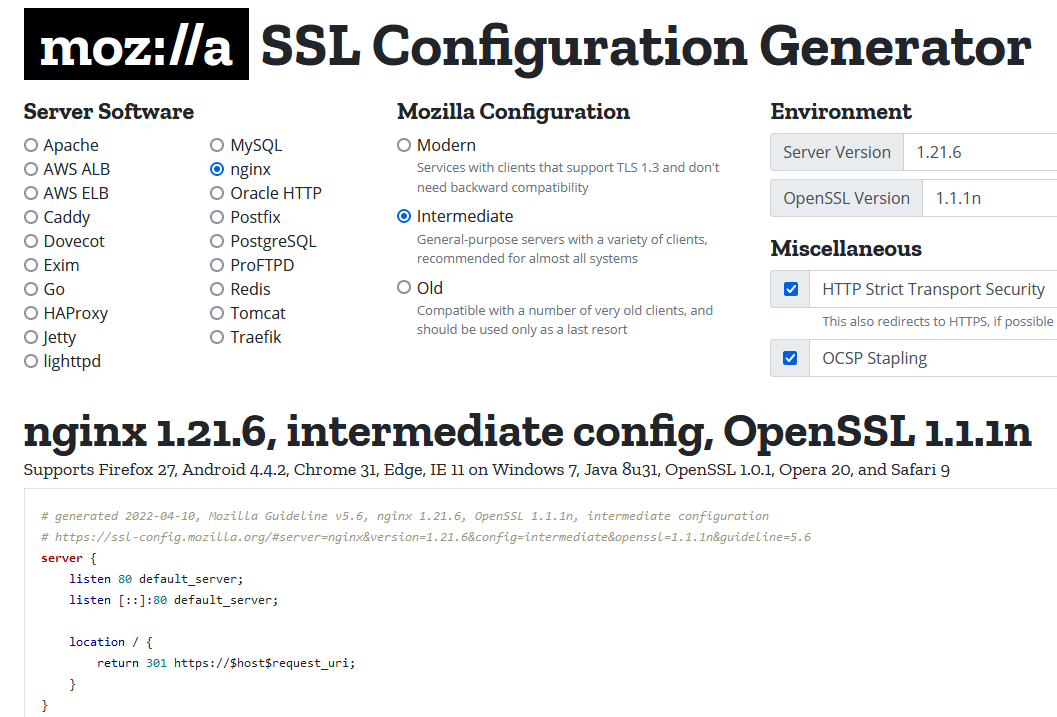 moz://a SSL Configuration Generator
Server Software
Apache
AWS ALB
AWS ELB
Caddy
Dovecot
Exim
Go
HAProxy
Jetty
lighttpd
MySQL
nginx
Oracle HTTP
Postfix
PostgreSQL
ProFTPD
Redis
Tomcat
Traefik
Mozilla Configuration
Modern
Services with clients that support TLS 1.3 and don't
need backward compatibility
Intermediate
General-purpose servers with a variety of clients,
recommended for almost all systems
Old
Compatible with a number of very old clients, and
should be used only as a last resort
Environment
Server Version 1.21.6
OpenSSL Version 1.1.1n
Miscellaneous
HTTP Strict Transport Security
This also redirects to HTTPS, if possible
OCSP Stapling
nginx 1.21.6, intermediate config, OpenSSL 1.1.1n
Supports Firefox 27, Android 4.4.2, Chrome 31, Edge, IE 11 on Windows 7, Java 8u31, OpenSSL 1.0.1, Opera 20, and Safari 9
# generated 2022-04-10, Mozilla Guideline v5.6, nginx 1.21.6, OpenSSL 1.1.1n, intermediate configuration
# https://ssl-config.mozilla.org/#server=nginx&version=1.21.6&config=intermediate&openssl=1.1.1n&guideline=5.6
server {
listen 80 default_server;
listen [::]:80 default_server;
location / {
return 301 https://$host$request_uri;
}
}